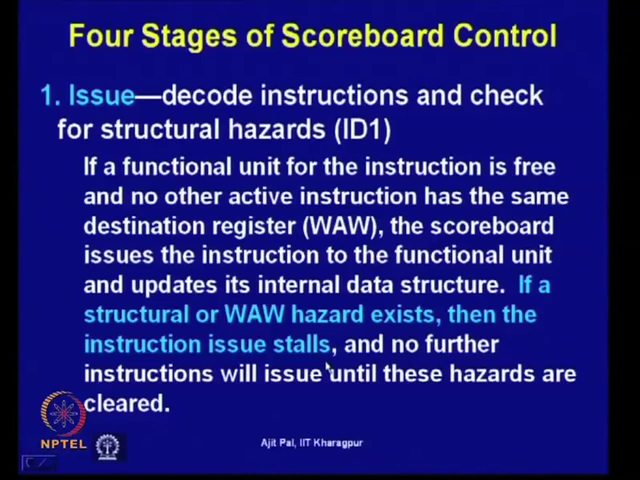 Four Stages of Scoreboard Control
1. Issue—decode instructions and check
for structural hazards (ID1)
If a functional unit for the instruction is free
and no other active instruction has the same
destination register (WAW), the scoreboard
issues the instruction to the functional unit
and updates its internal data structure. If a
structural or WAW hazard exists, then the
instruction issue stalls, and no further
instructions will issue until these hazards are
cleared.
NPTEL
Ajit Pal, IIT Kharagpur